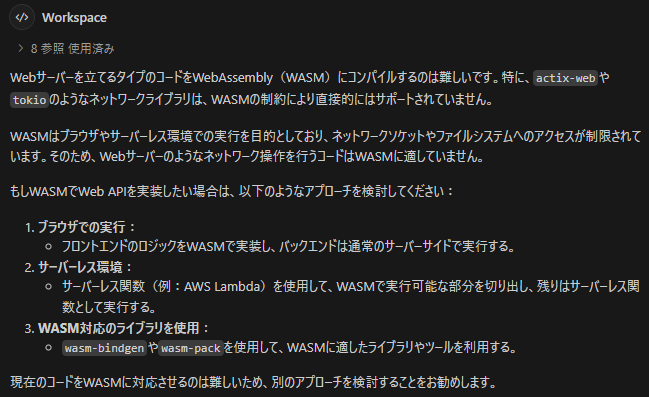 Workspace
8 参照 使用済み
Webサーバーを立てるタイプのコードをWebAssembly（WASM）にコンパイルするのは難しいです。特に、actix-webや
tokioのようなネットワークライブラリは、WASMの制約により直接的にはサポートされていません。
WASMはブラウザやサーバーレス環境での実行を目的としており、ネットワークソケットやファイルシステムへのアクセスが制限されて
います。そのため、Webサーバーのようなネットワーク操作を行うコードはWASMに適していません。
もしWASMでWeb APIを実装したい場合は、以下のようなアプローチを検討してください：
1. ブラウザでの実行：
フロントエンドのロジックをWASMで実装し、バックエンドは通常のサーバーサイドで実行する。
2. サーバーレス環境：
サーバーレス関数（例：AWS Lambda）を使用して、WASMで実行可能な部分を切り出し、残りはサーバーレス関
数として実行する。
3. WASM対応のライブラリを使用：
wasm-bindgenやwasm-packを使用して、WASMに適したライブラリやツールを利用する。
現在のコードをWASMに対応させるのは難しいため、別のアプローチを検討することをお勧めします。